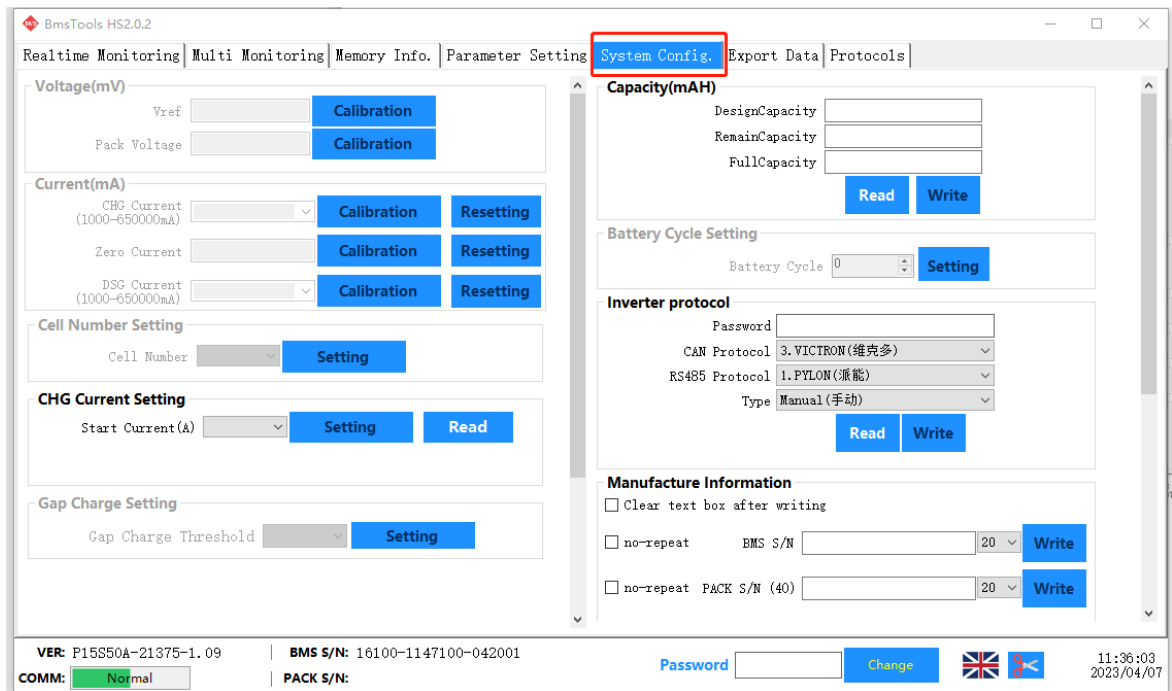 BMS BmsTools HS2.0.2
Realtime Monitoring Multi Monitoring Memory Info. Parameter Setting System Config. Export Data Protocols
Voltage(mV)
Vref Calibration
Pack Voltage Calibration
Current(mA)
CHG Current
(1000-650000mA) Calibration Resetting
Zero Current Calibration Resetting
DSG Current
(1000-650000mA) Calibration Resetting
Cell Number Setting
Cell Number Setting
CHG Current Setting
Start Current(A) Setting Read
Gap Charge Setting
Gap Charge Threshold Setting
Capacity(mAH)
DesignCapacity
RemainCapacity
FullCapacity
Read Write
Battery Cycle Setting
Battery Cycle 0 Setting
Inverter protocol
Password
CAN Protocol 3.VICTRON(维克多)
RS485 Protocol 1.PYLON(派能)
Type Manual(手动)
Read Write
Manufacture Information
Clear text box after writing
no-repeat BMS S/N 20 Write
no-repeat PACK S/N (40) 20 Write
VER: P15S50A-21375-1.09 BMS S/N: 16100-1147100-042001
COMM: Normal PACK S/N:
Password Change
11:36:03
2023/04/07